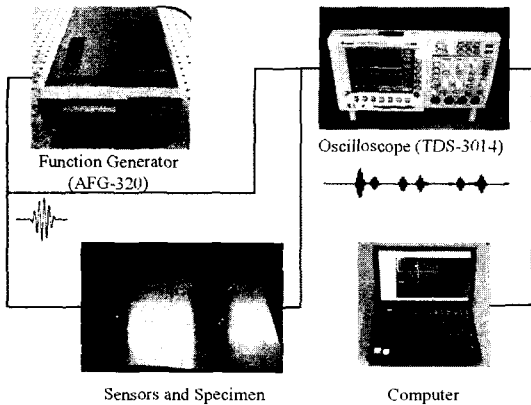 Function Generator
(AFG-320)
Oscilloscope (TDS-3014)
Sensors and Specimen
Computer